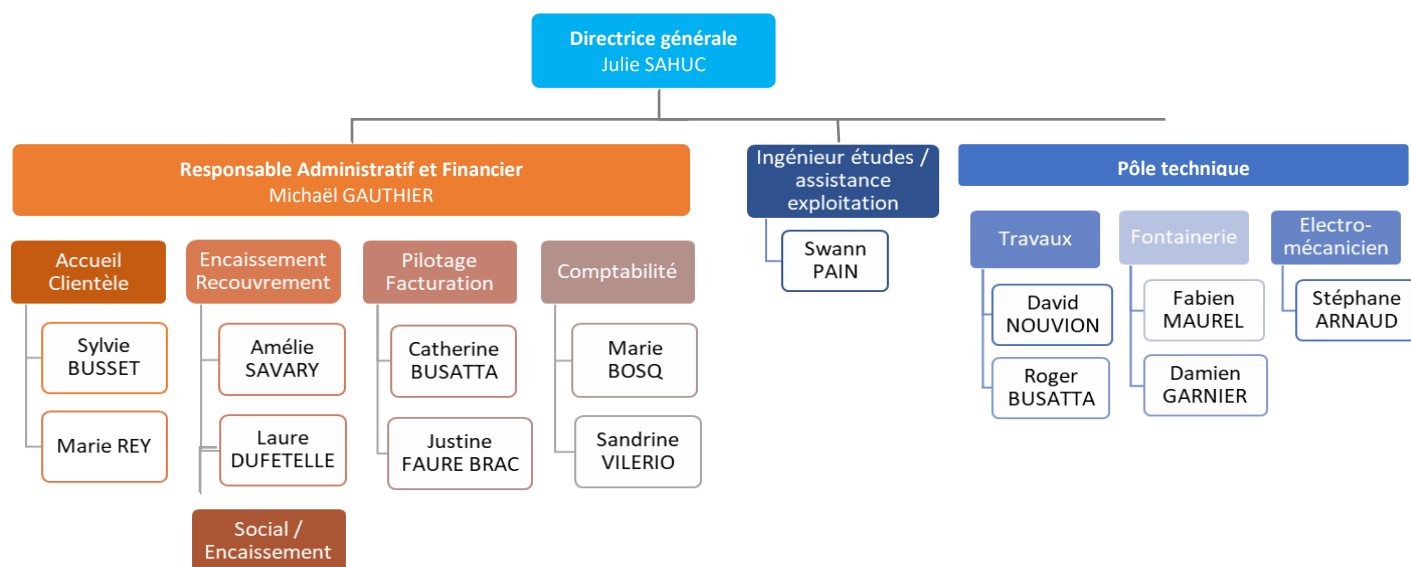 Directrice générale
Julie SAHUC
Responsable Administratif et Financier
Michaël GAUTHIER
Ingénieur études /
assistance
exploitation
Pôle technique
Accueil
Clientèle
Encaissement
Recouvrement
Pilotage
Facturation
Comptabilité
Swann
PAIN
Travaux
Fontainerie
Electro-
mécanicien
Sylvie
BUSSET
Amélie
SAVARY
Catherine
BUSATTA
Marie
BOSQ
David
NOUVION
Fabien
MAUREL
Stéphane
ARNAUD
Marie REY
Laure
DUFETELLE
Justine
FAURE BRAC
Sandrine
VILERIO
Roger
BUSATTA
Damien
GARNIER
Social /
Encaissement